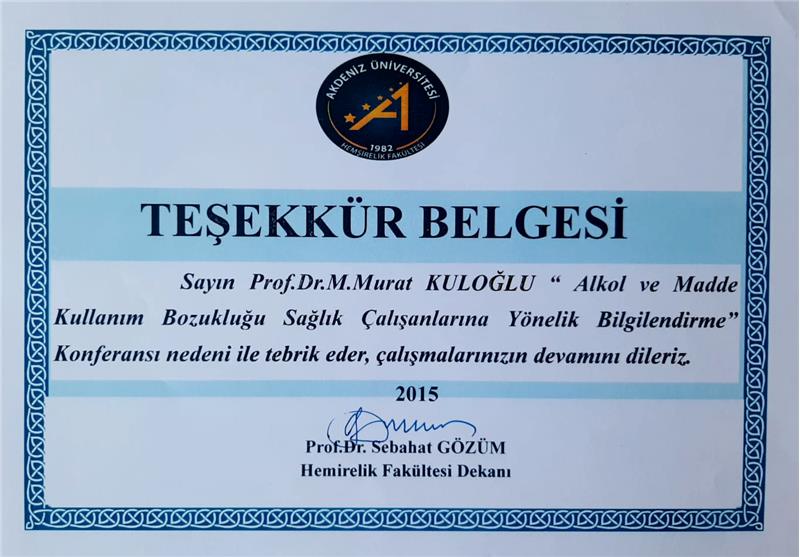 AKDENİZ ÜNİVERSİTESİ
1982
HEMŞİRELİK FAKÜLTESİ
TEŞEKKÜR BELGESİ
Sayın Prof.Dr.M.Murat KULOĞLU “ Alkol ve Madde
Kullanım Bozukluğu Sağlık Çalışanlarına Yönelik Bilgilendirme”
Konferansı nedeni ile tebrik eder, çalışmalarınızın devamını dileriz.
2015
Prof.Dr. Sebahat GÖZÜM
Hemirelik Fakültesi Dekanı